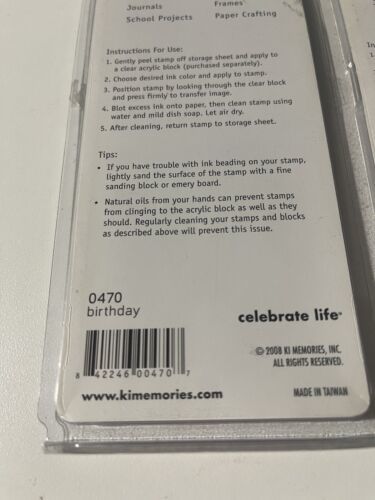 Journals
Frames
School Projects
Paper Crafting
Instructions For Use:
1. Gently peel stamp off storage sheet and apply to
a clear acrylic block (purchased separately).
2. Choose desired ink color and apply to stamp.
3. Position stamp by looking through the clear block
and press firmly to transfer image.
4. Blot excess ink onto paper, then clean stamp using
water and mild dish soap. Let air dry.
5. After cleaning, return stamp to storage sheet.
Tips:
• If you have trouble with ink beading on your stamp,
lightly sand the surface of the stamp with a fine
sanding block or emery board.
• Natural oils from your hands can prevent stamps
from clinging to the acrylic block as well as they
should. Regularly cleaning your stamps and blocks
as described above will prevent this issue.
0470
birthday
celebrate life™
© 2008 KI MEMORIES, INC.
ALL RIGHTS RESERVED.
8 42246 00470 7
www.kimemories.com
MADE IN TAIWAN
In
1.